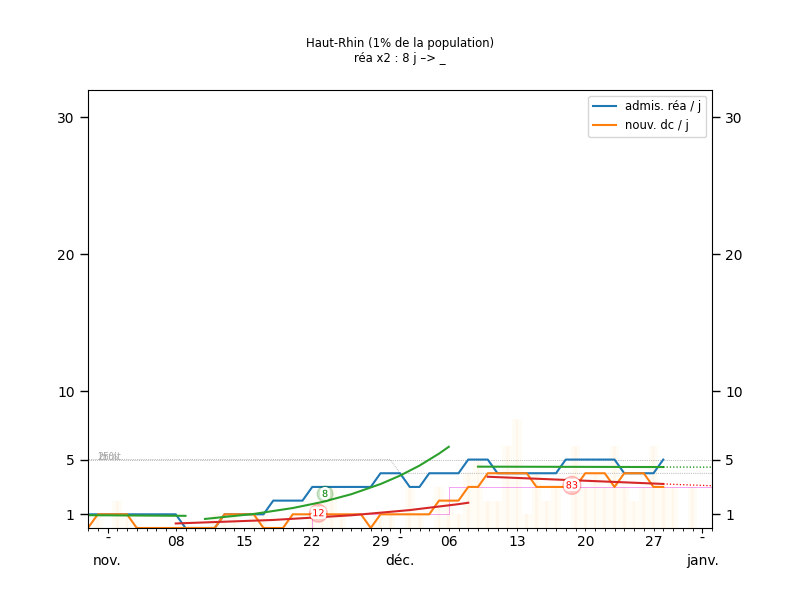 Haut-Rhin (1% de la population)
réa x2 : 8 j –> _
admis. réa / j
nouv. dc / j
30 30
20 20
10 10
5 5
1 1
8
12
83
- 08 15 22 29 - 06 13 20 27 -
nov. déc. janv.